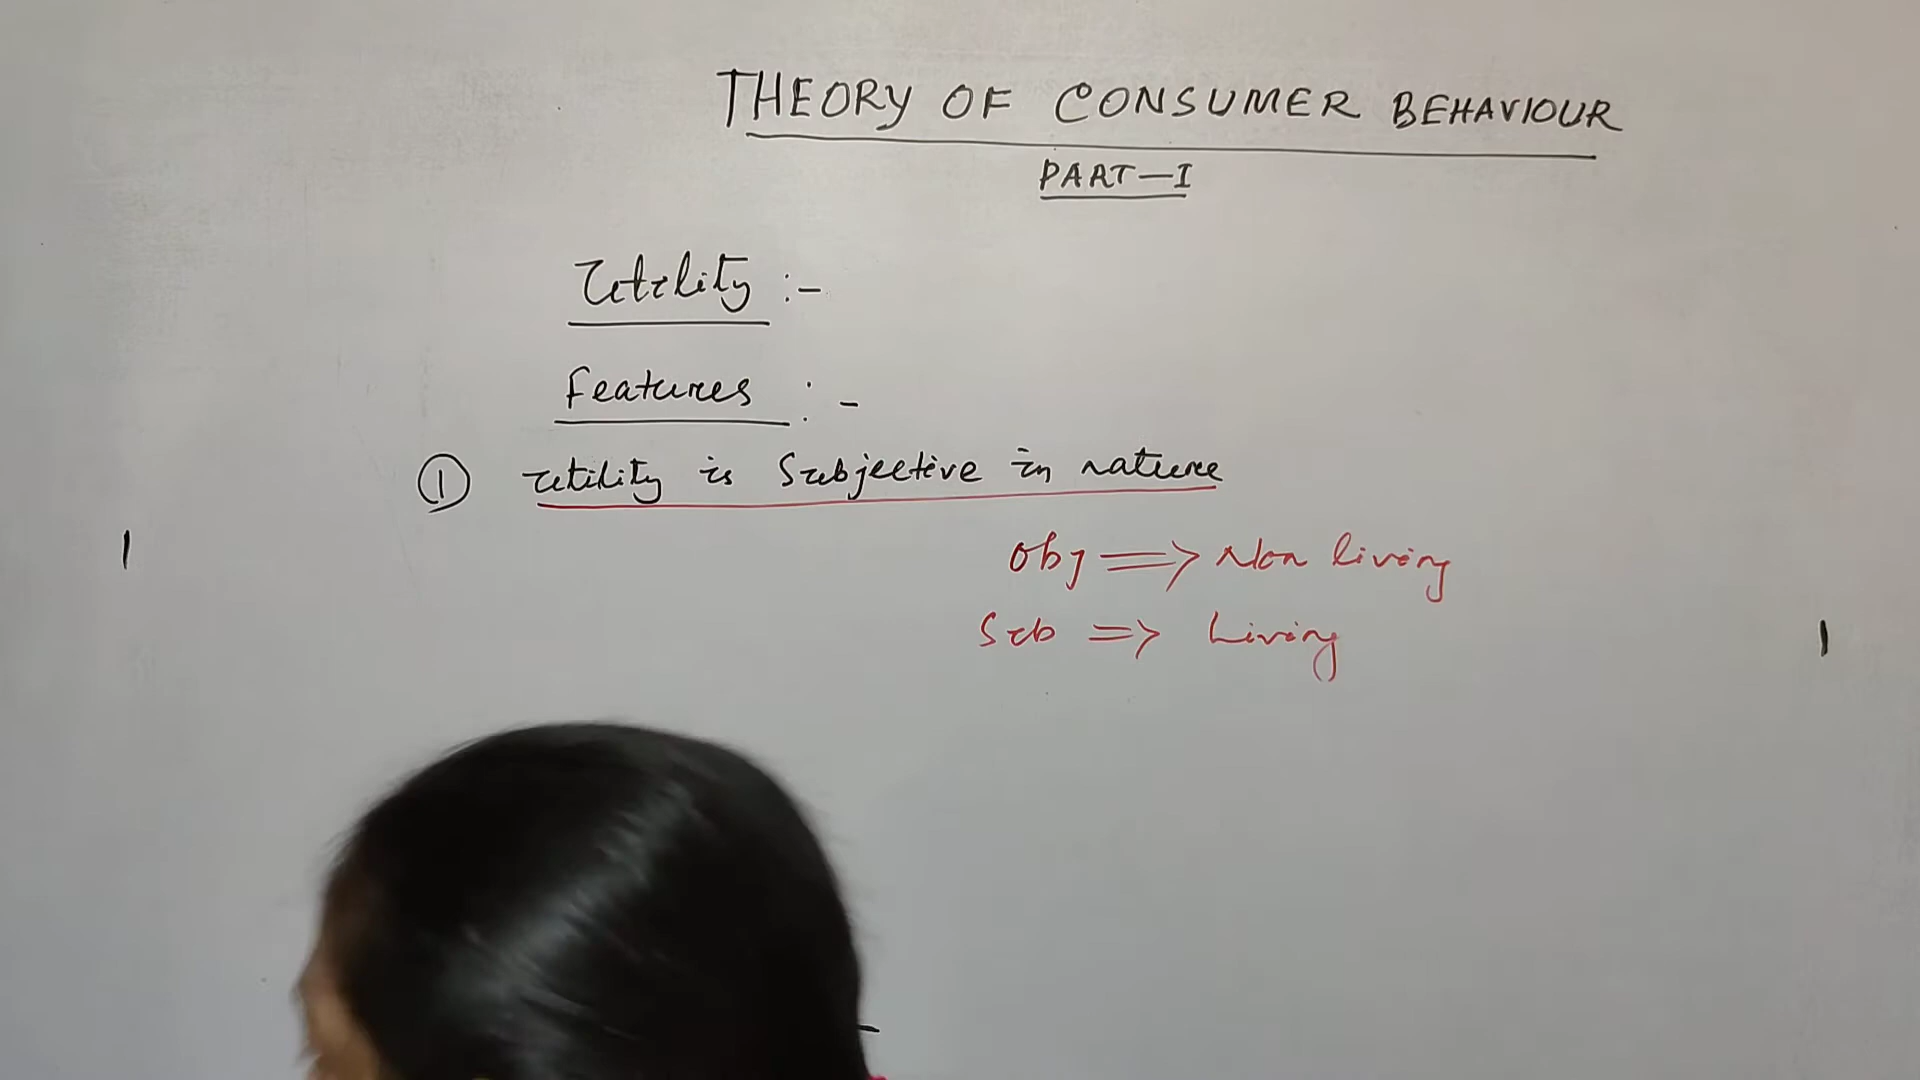 THEORY OF CONSUMER BEHAVIOUR
PART-I
Utility :-
Features :-
① Utility is Subjective in nature
Obj => Non living
Sub => Living